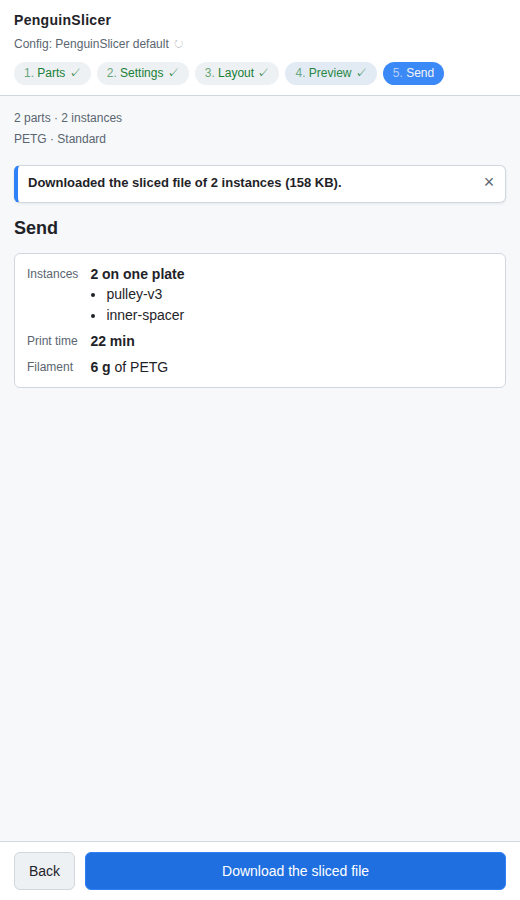 PenguinSlicer
Config: PenguinSlicer default
1. Parts ✓ 2. Settings ✓ 3. Layout ✓ 4. Preview ✓ 5. Send
2 parts · 2 instances
PETG · Standard
Downloaded the sliced file of 2 instances (158 KB). ×
Send
Instances 2 on one plate
• pulley-v3
• inner-spacer
Print time 22 min
Filament 6 g of PETG
Back Download the sliced file